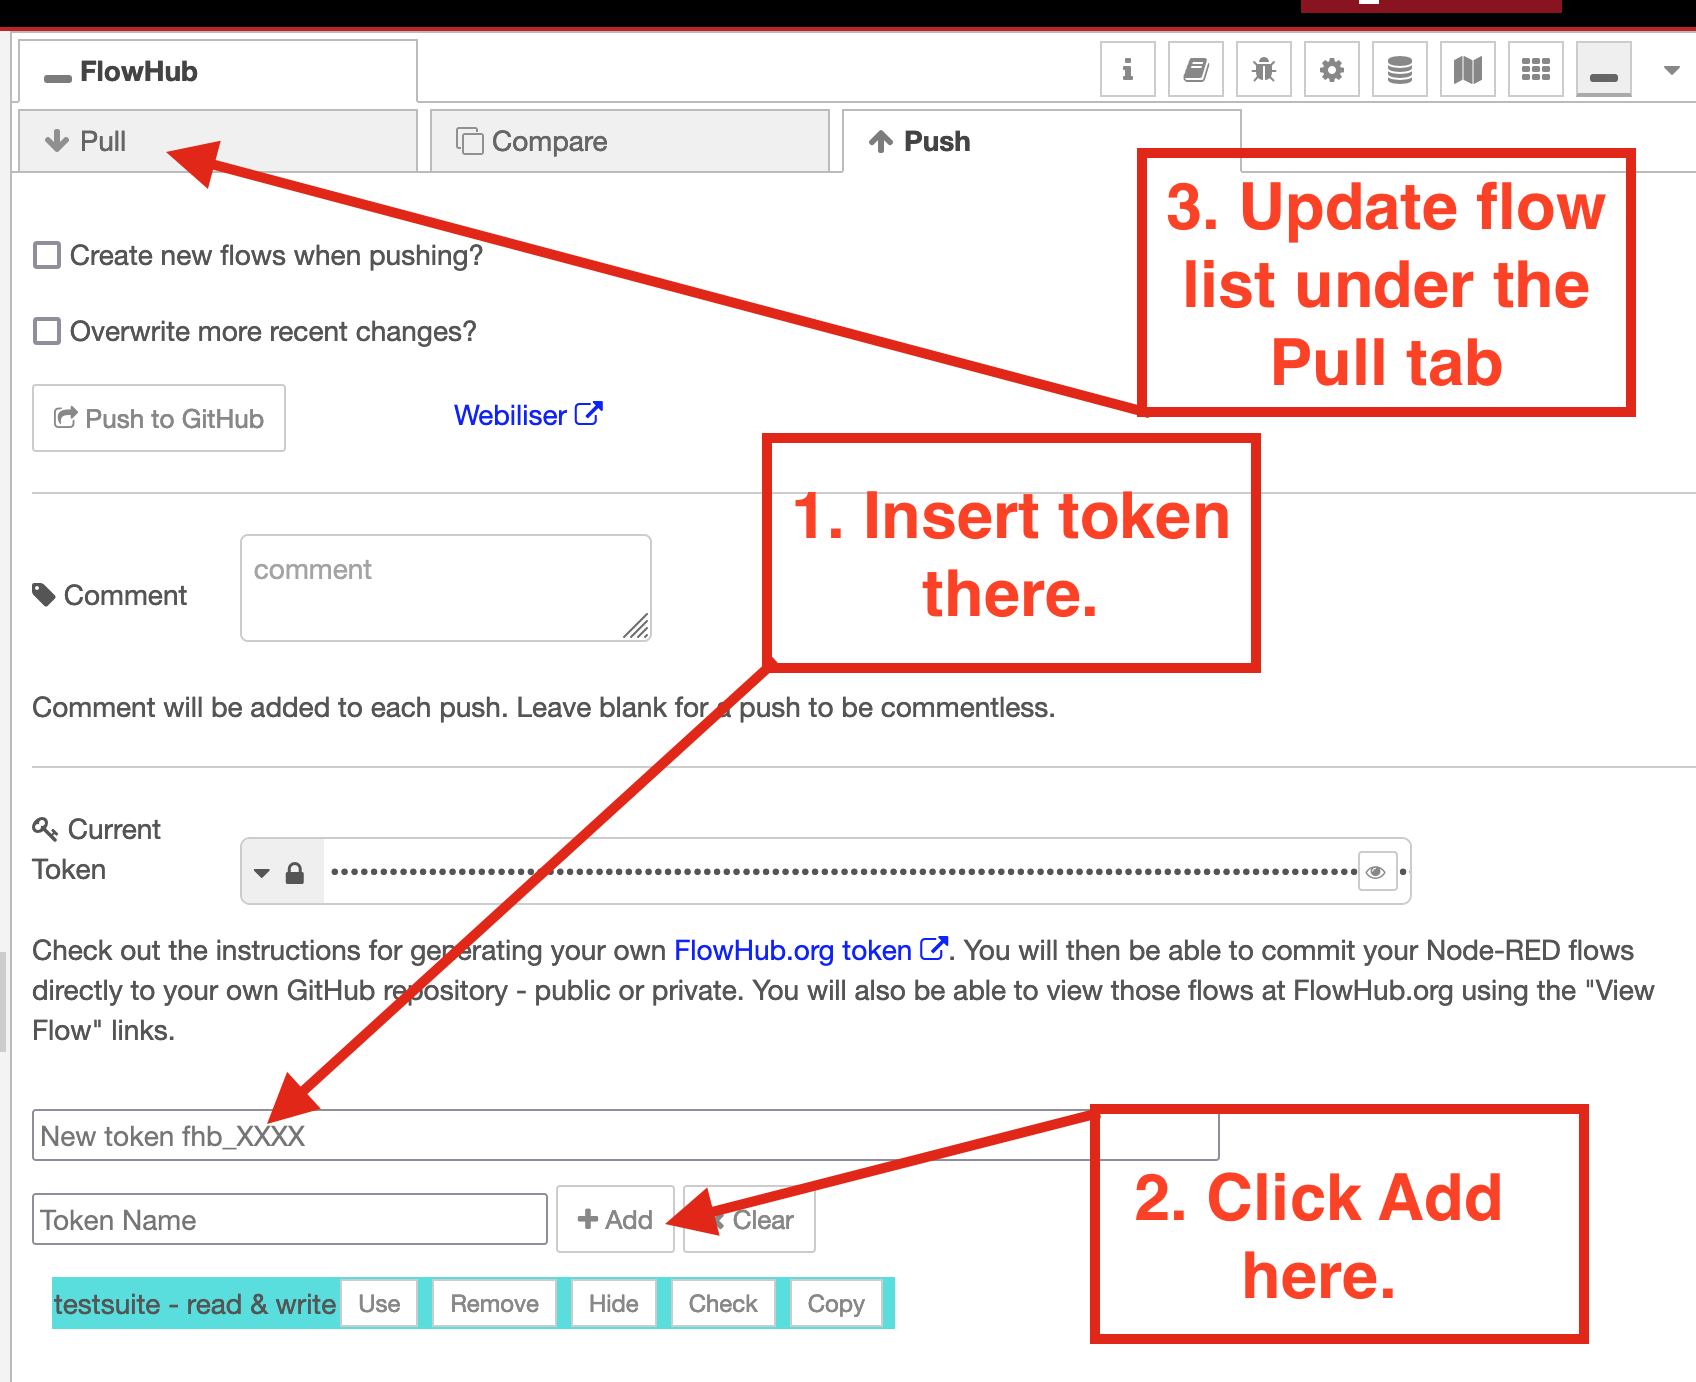 FlowHub
Pull
Compare
Push
3. Update flow
list under the
Pull tab
Create new flows when pushing?
Overwrite more recent changes?
Push to GitHub
Webiliser
1. Insert token
there.
Comment
comment
Comment will be added to each push. Leave blank for a push to be commentless.
Current
Token
Check out the instructions for generating your own FlowHub.org token. You will then be able to commit your Node-RED flows
directly to your own GitHub repository - public or private. You will also be able to view those flows at FlowHub.org using the "View
Flow" links.
New token fhb_XXXX
Token Name
Add
Clear
2. Click Add
here.
testsuite - read & write
Use
Remove
Hide
Check
Copy